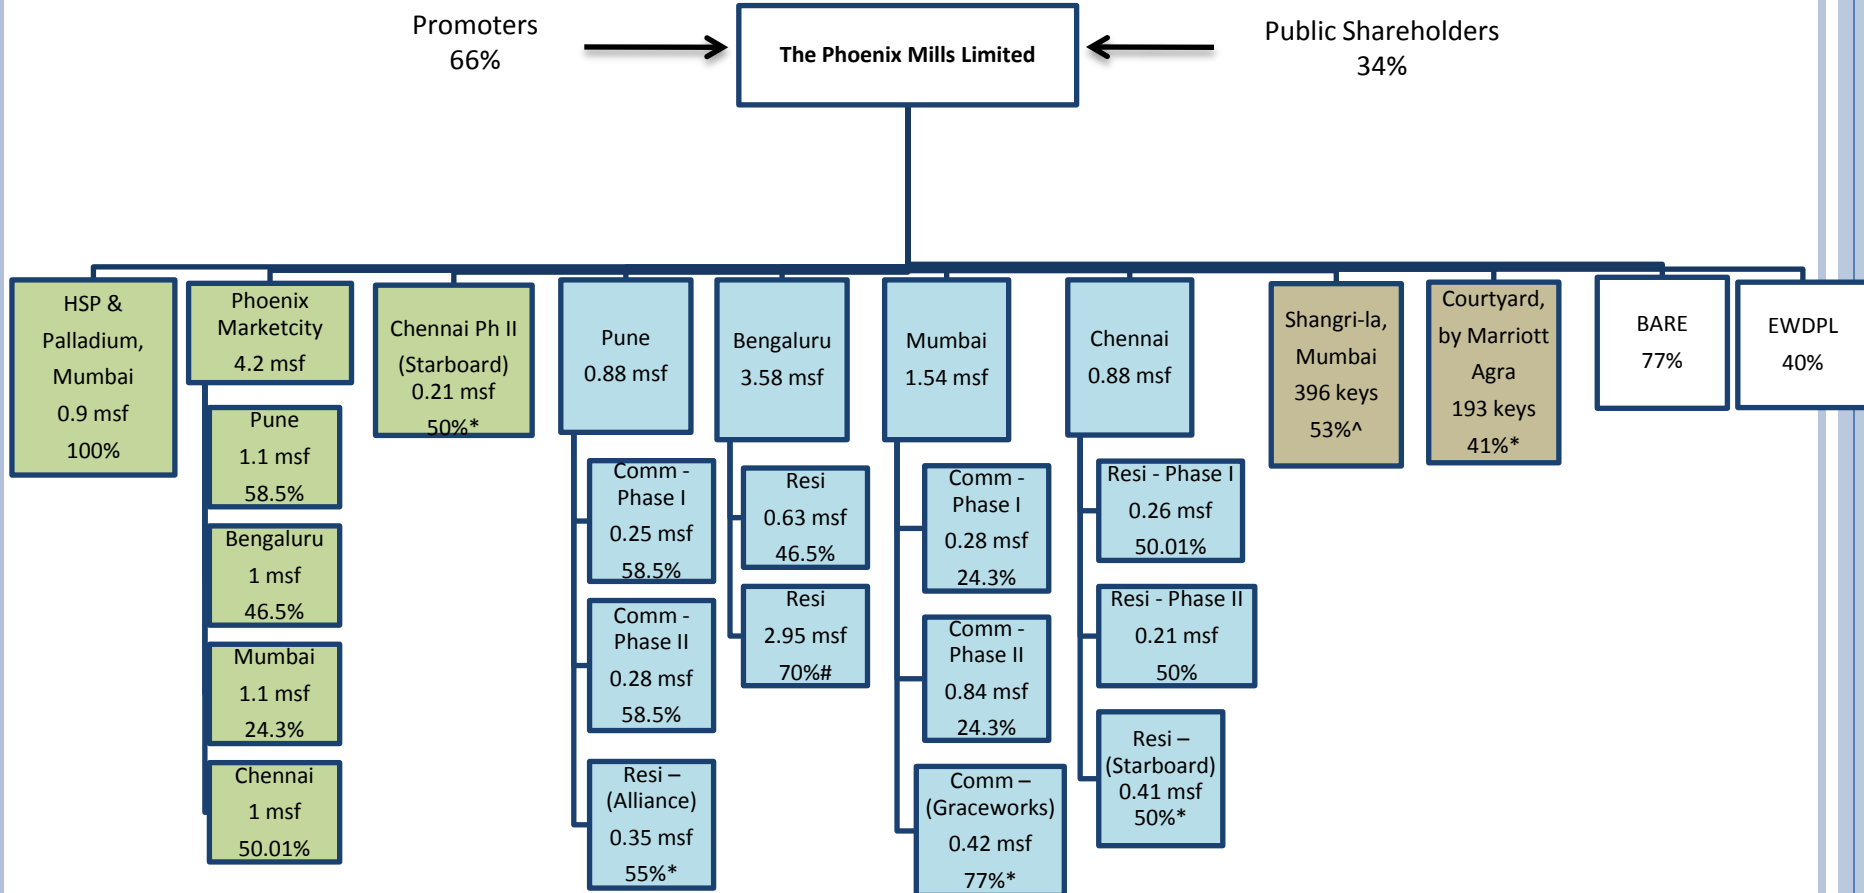 Promoters
66%
The Phoenix Mills Limited
Public Shareholders
34%
HSP &
Palladium,
Mumbai
0.9 msf
100%
Phoenix
Marketcity
4.2 msf
Pune
1.1 msf
58.5%
Bengaluru
1 msf
46.5%
Mumbai
1.1 msf
24.3%
Chennai
1 msf
50.01%
Chennai Ph II
(Starboard)
0.21 msf
50%*
Pune
0.88 msf
Comm -
Phase I
0.25 msf
58.5%
Comm -
Phase II
0.28 msf
58.5%
Resi –
(Alliance)
0.35 msf
55%*
Bengaluru
3.58 msf
Resi
0.63 msf
46.5%
Resi
2.95 msf
70%#
Mumbai
1.54 msf
Comm -
Phase I
0.28 msf
24.3%
Comm -
Phase II
0.84 msf
24.3%
Comm –
(Graceworks)
0.42 msf
77%*
Chennai
0.88 msf
Resi - Phase I
0.26 msf
50.01%
Resi - Phase II
0.21 msf
50%
Resi –
(Starboard)
0.41 msf
50%*
Shangri-la,
Mumbai
396 keys
53%^
Courtyard,
by Marriott
Agra
193 keys
41%*
BARE
77%
EWDPL
40%